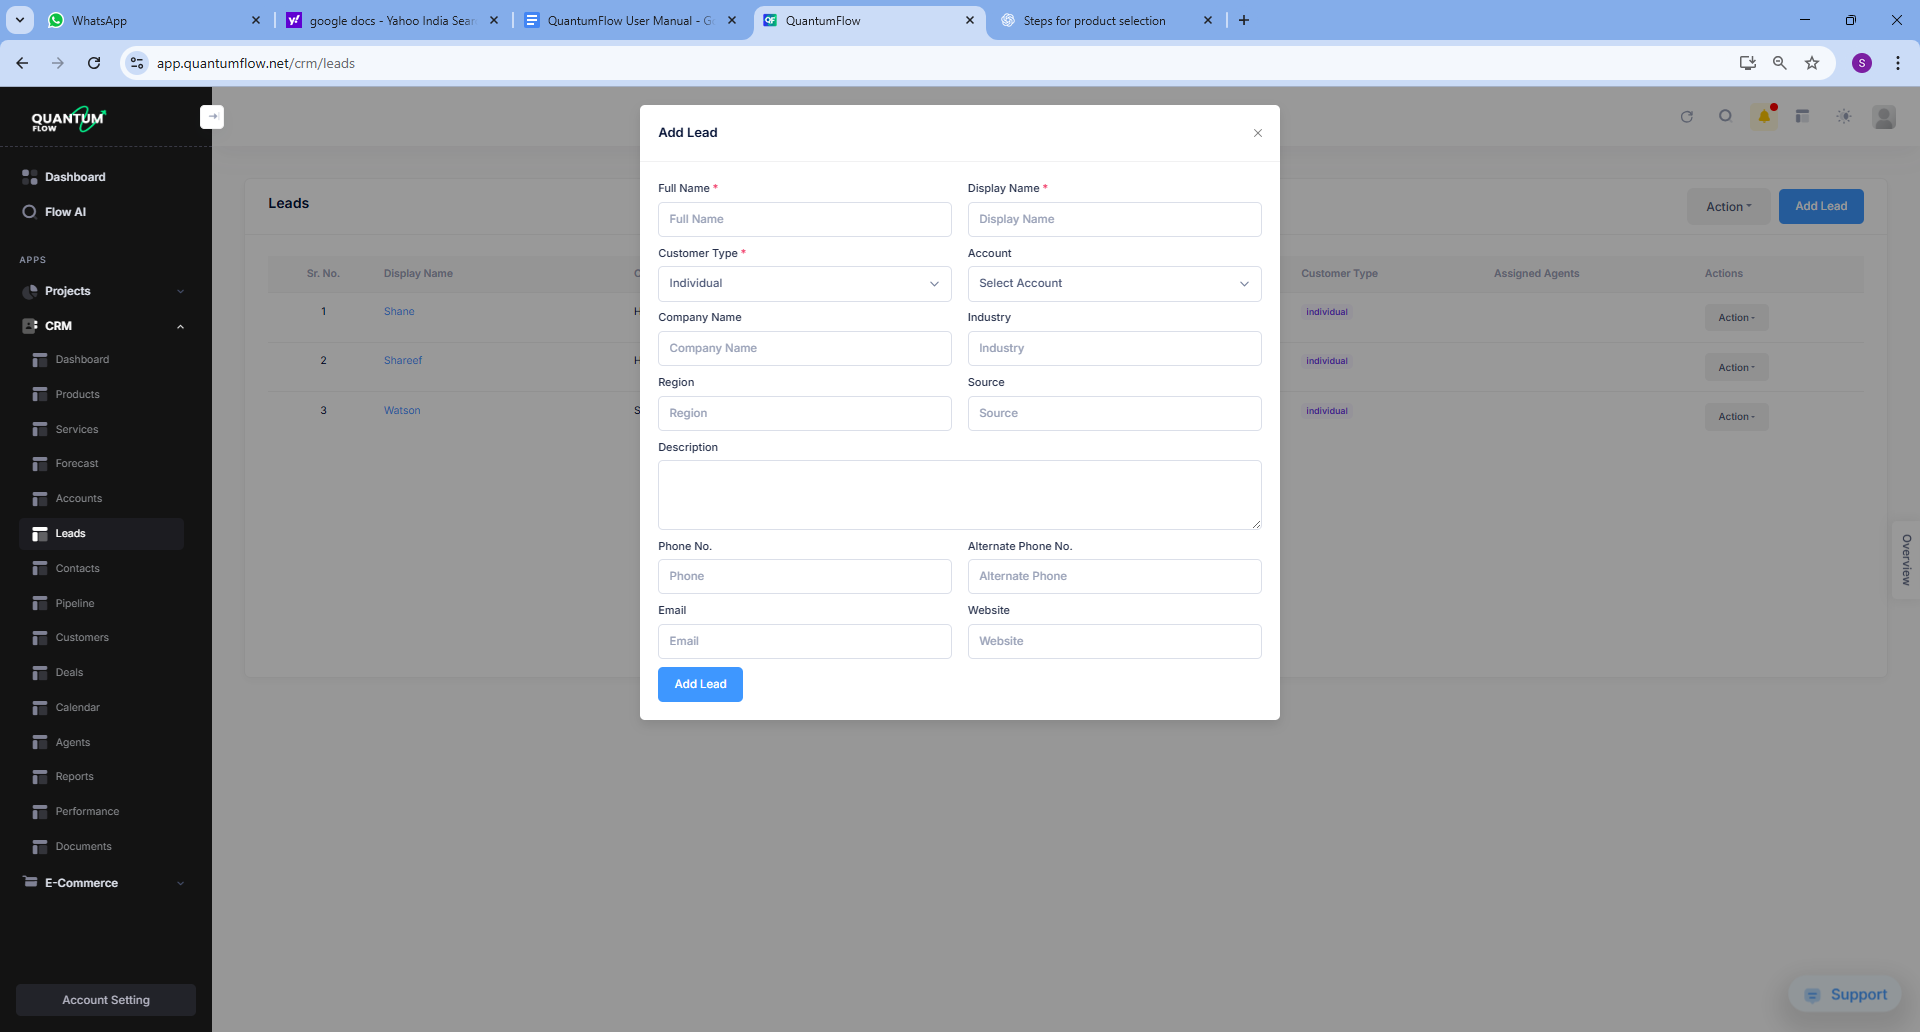 WhatsApp
google docs - Yahoo India Sear
QuantumFlow User Manual - G
QuantumFlow
Steps for product selection
app.quantumflow.net/crm/leads
S
QUANTUM
FLOW
Dashboard
Flow AI
APPS
Projects
CRM
Dashboard
Products
Services
Forecast
Accounts
Leads
Contacts
Pipeline
Customers
Deals
Calendar
Agents
Reports
Performance
Documents
E-Commerce
Account Setting
Leads
Action
Add Lead
Sr. No. Display Name C Customer Type Assigned Agents Actions
1 Shane H individual Action
2 Shareef H individual Action
3 Watson S individual Action
Add Lead
Full Name * Display Name *
Full Name Display Name
Customer Type * Account
Individual Select Account
Company Name Industry
Company Name Industry
Region Source
Region Source
Description
Phone No. Alternate Phone No.
Phone Alternate Phone
Email Website
Email Website
Add Lead
Overview
Support